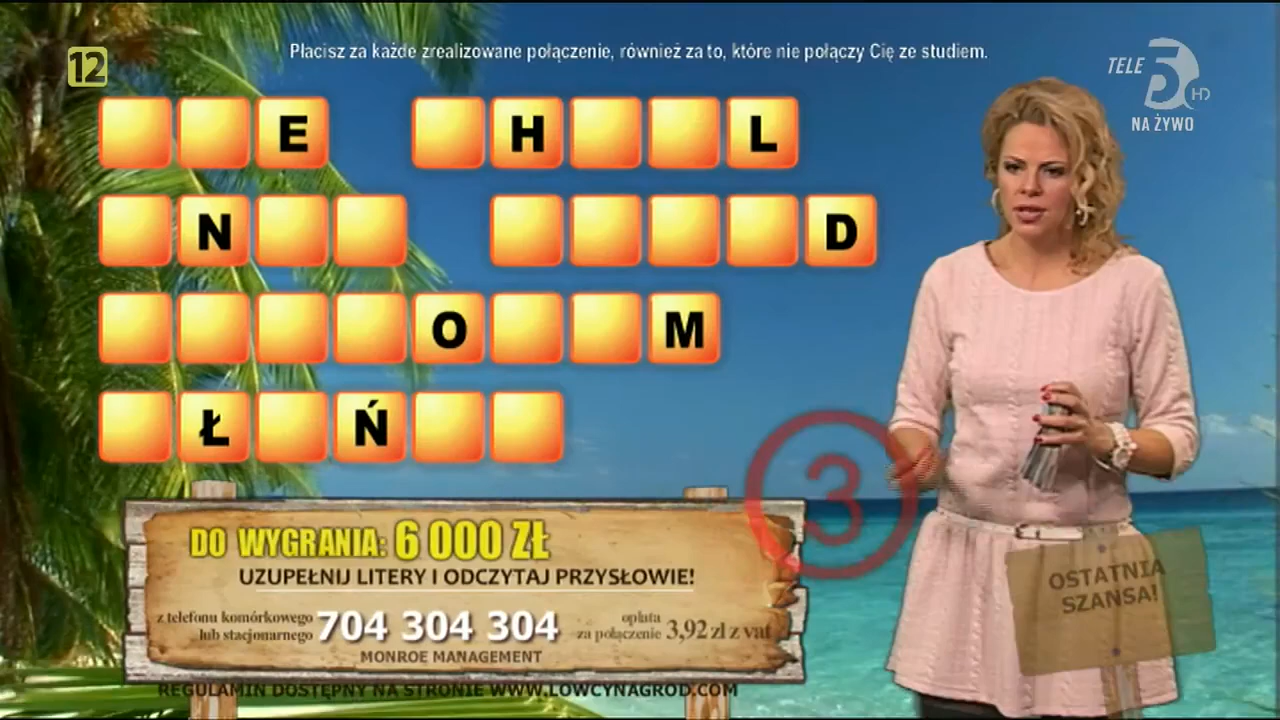 Płacisz za każde zrealizowane połączenie, również za to, które nie połączy Cię ze studiem.
12
TELE 5 HD
NA ŻYWO
E H L
N D
O M
Ł Ń
3
DO WYGRANIA: 6 000 ZŁ
UZUPEŁNIJ LITERY I ODCZYTAJ PRZYSŁOWIE!
z telefonu komórkowego
lub stacjonarnego
704 304 304
opłata
za połączenie 3,92 zł z vat
MONROE MANAGEMENT
REGULAMIN DOSTĘPNY NA STRONIE WWW.LOWCYNAGROD.COM
OSTATNIA
SZANSA!